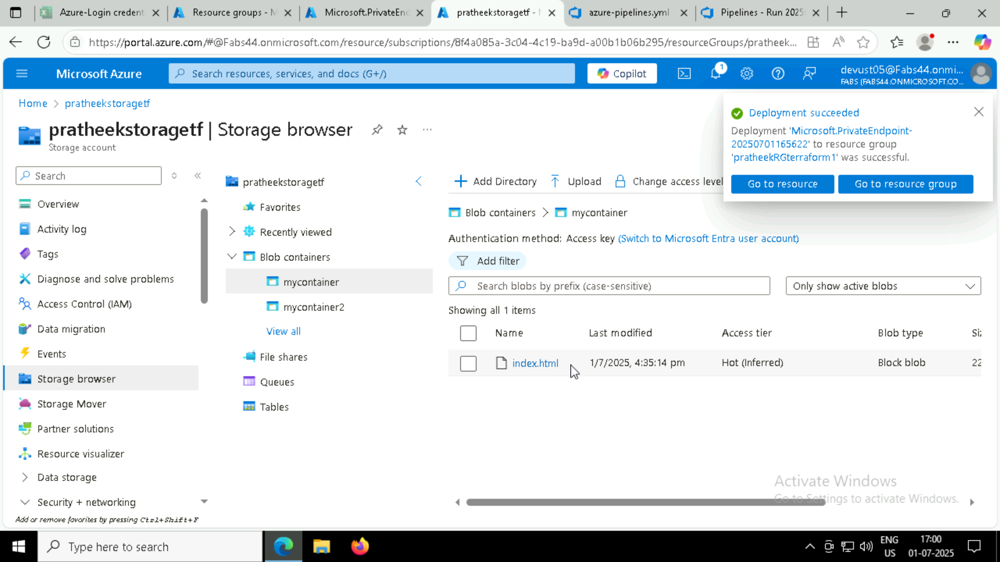 Azure-Login credent
Resource groups - M
Microsoft.PrivateEnd
pratheekstoragetf -
azure-pipelines.yml
Pipelines - Run 2025
https://portal.azure.com/#@Fabs44.onmicrosoft.com/resource/subscriptions/8f4a085a-3c04-4c19-ba9d-a00b1b06b295/resourceGroups/pratheek...
Microsoft Azure
Search resources, services, and docs (G+/)
Copilot
1
devust05@Fabs44.onmi...
FABS (FABS44.ONMICROSOFT.CO...
Home > pratheekstoragetf
pratheekstoragetf | Storage browser
Storage account
Deployment succeeded
Deployment 'Microsoft.PrivateEndpoint-
20250701165622' to resource group
'pratheekRGterraform1' was successful.
Go to resource
Go to resource group
Search
Overview
Activity log
Tags
Diagnose and solve problems
Access Control (IAM)
Data migration
Events
Storage browser
Storage Mover
Partner solutions
Resource visualizer
Data storage
Security + networking
Add or remove favorites by pressing Ctrl+Shift+F
pratheekstoragetf
Favorites
Recently viewed
Blob containers
mycontainer
mycontainer2
View all
File shares
Queues
Tables
Add Directory
Upload
Change access level
Blob containers > mycontainer
Authentication method: Access key (Switch to Microsoft Entra user account)
Add filter
Search blobs by prefix (case-sensitive)
Only show active blobs
Showing all 1 items
Name Last modified Access tier Blob type Siz
index.html 1/7/2025, 4:35:14 pm Hot (Inferred) Block blob 22
Activate Windows
Go to Settings to activate Windows.
Type here to search
ENG
US
17:00
01-07-2025